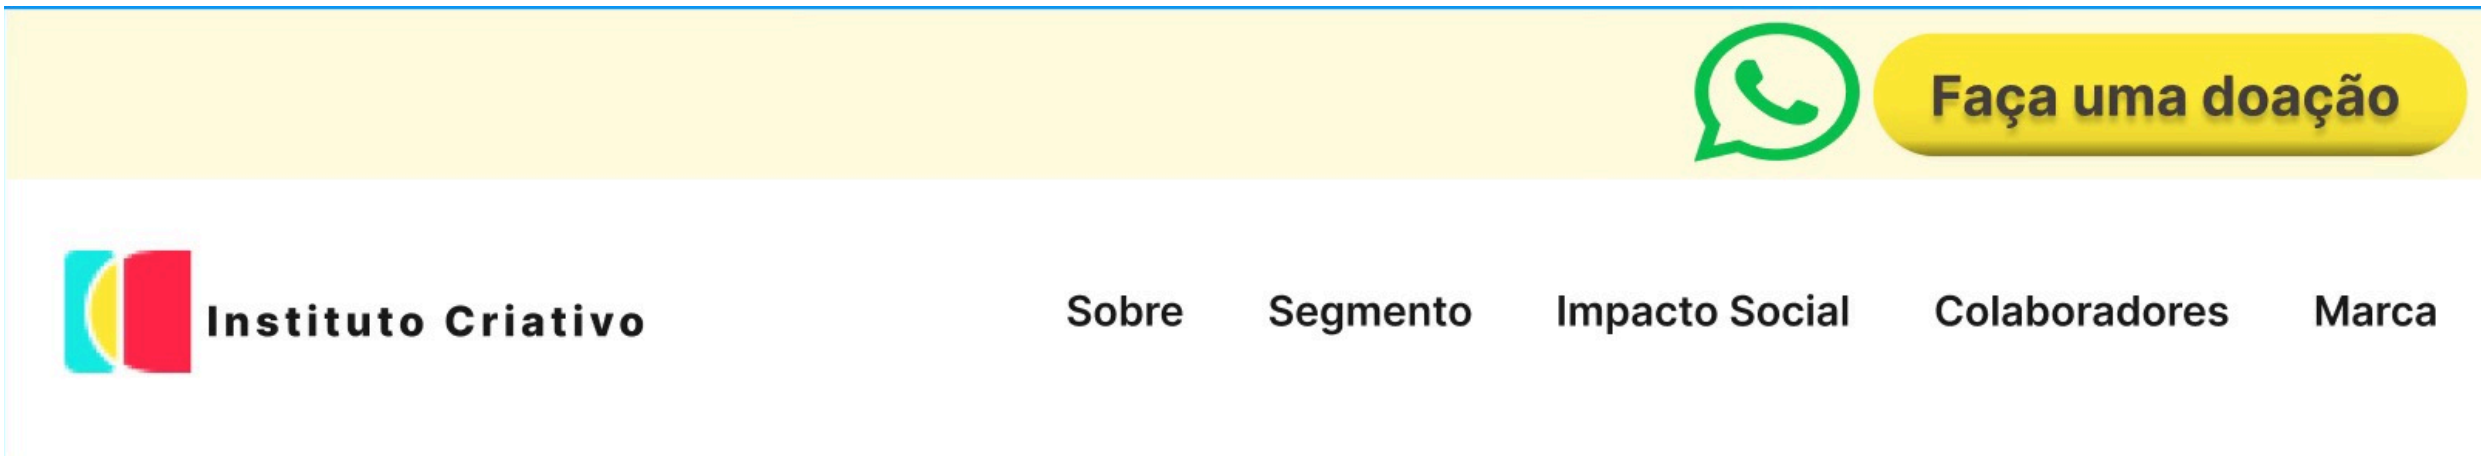 Faça uma doação
Instituto Criativo
Sobre Segmento Impacto Social Colaboradores Marca